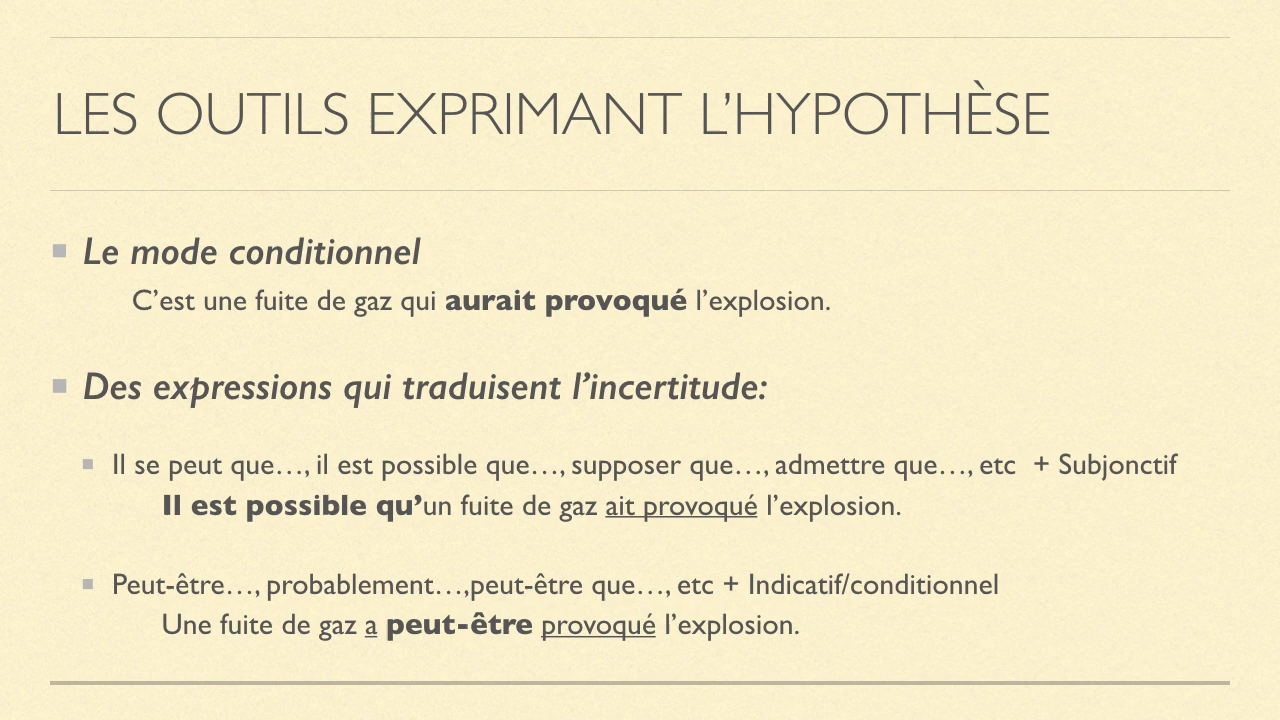 LES OUTILS EXPRIMANT L’HYPOTHÈSE
Le mode conditionnel
C’est une fuite de gaz qui aurait provoqué l’explosion.
Des expressions qui traduisent l’incertitude:
Il se peut que…, il est possible que…, supposer que…, admettre que…, etc + Subjonctif
Il est possible qu’un fuite de gaz ait provoqué l’explosion.
Peut-être…, probablement…,peut-être que…, etc + Indicatif/conditionnel
Une fuite de gaz a peut-être provoqué l’explosion.